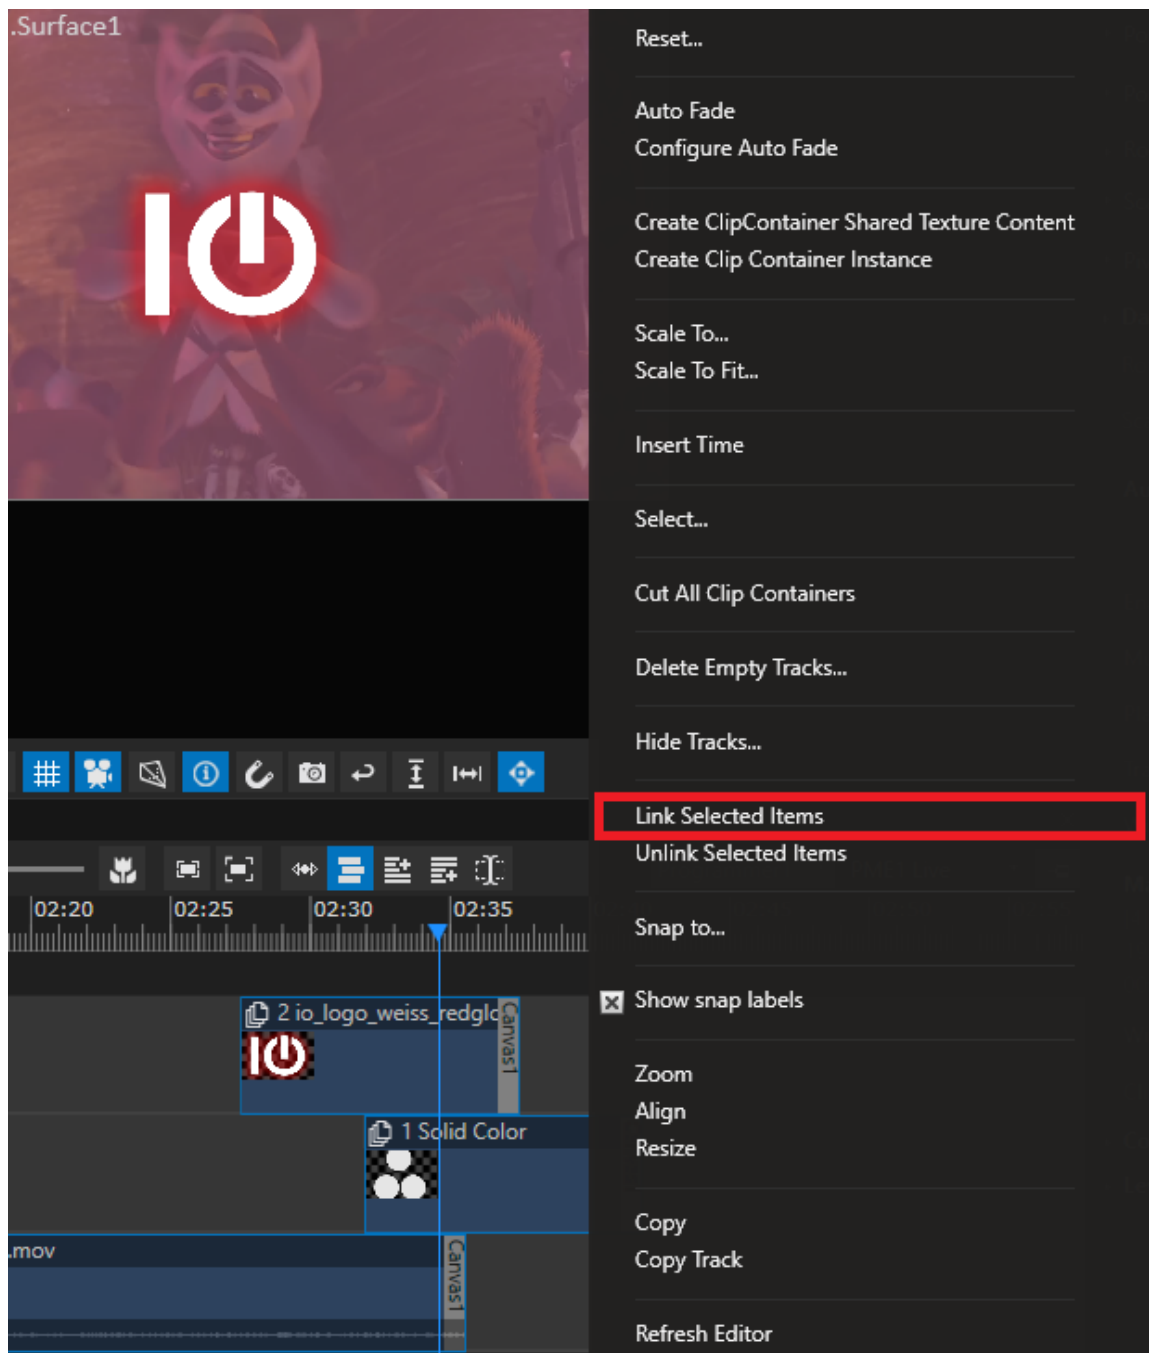 .Surface1
Reset...
Auto Fade
Configure Auto Fade
Create ClipContainer Shared Texture Content
Create Clip Container Instance
Scale To...
Scale To Fit...
Insert Time
Select...
Cut All Clip Containers
Delete Empty Tracks...
Hide Tracks...
Link Selected Items
Unlink Selected Items
Snap to...
Show snap labels
Zoom
Align
Resize
Copy
Copy Track
Refresh Editor
02:20 02:25 02:30 02:35
2 io_logo_weiss_redglo
Canvas1
1 Solid Color
.mov
Canvas1